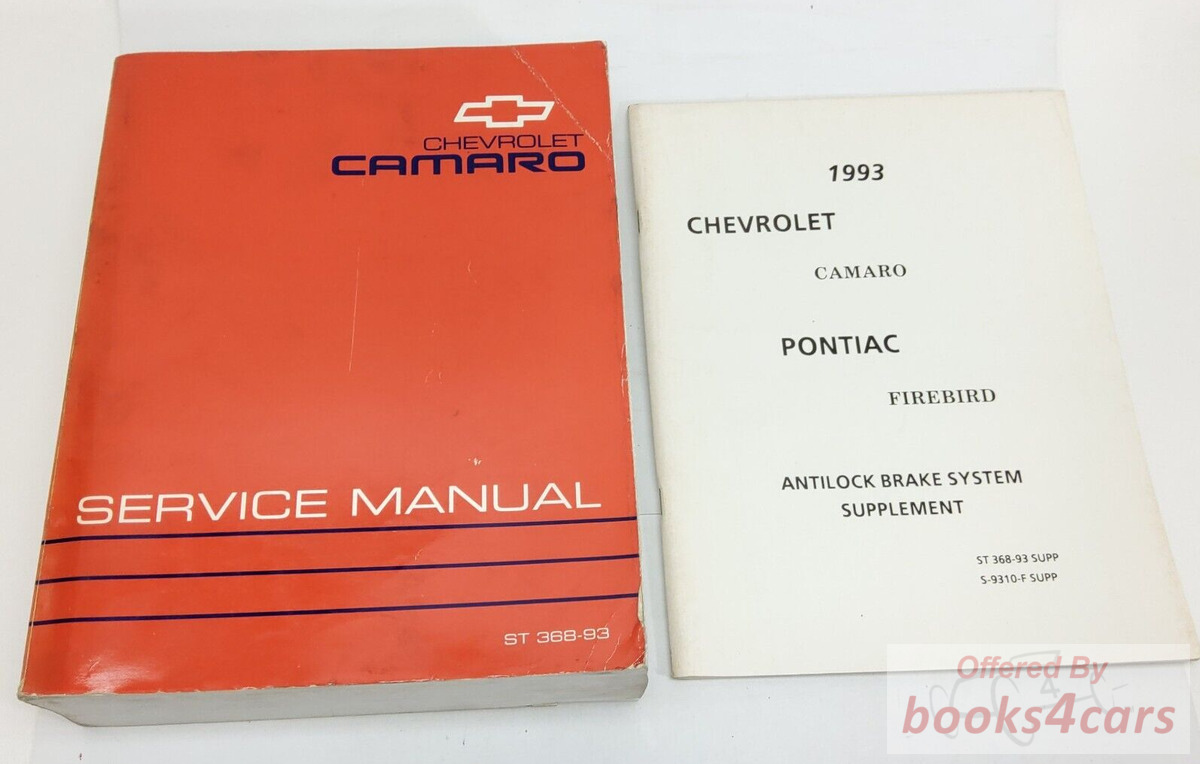 CHEVROLET
CAMARO
SERVICE MANUAL
ST 368-93
1993
CHEVROLET
CAMARO
PONTIAC
FIREBIRD
ANTILOCK BRAKE SYSTEM
SUPPLEMENT
ST 368-93 SUPP
S-9310-F SUPP
Offered By
books4cars